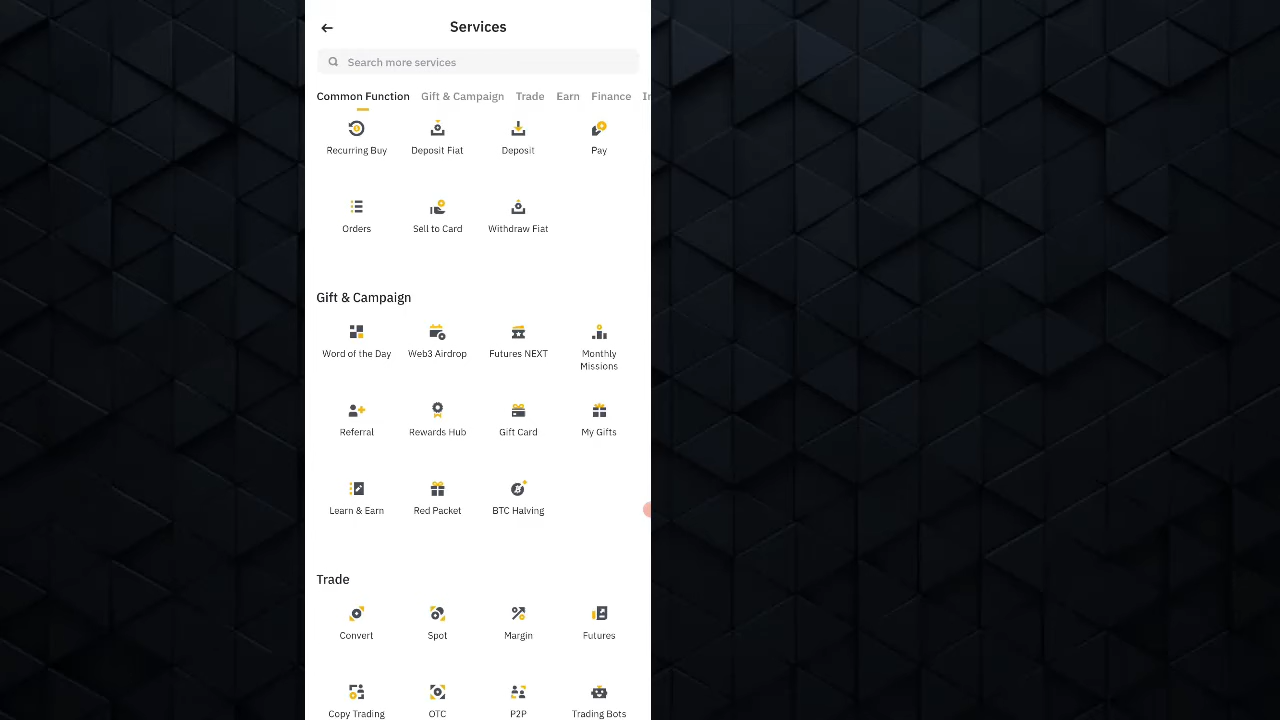 Services
Search more services
Common Function Gift & Campaign Trade Earn Finance
Recurring Buy Deposit Fiat Deposit Pay
Orders Sell to Card Withdraw Fiat
Gift & Campaign
Word of the Day Web3 Airdrop Futures NEXT Monthly
Missions
Referral Rewards Hub Gift Card My Gifts
Learn & Earn Red Packet BTC Halving
Trade
Convert Spot Margin Futures
Copy Trading OTC P2P Trading Bots